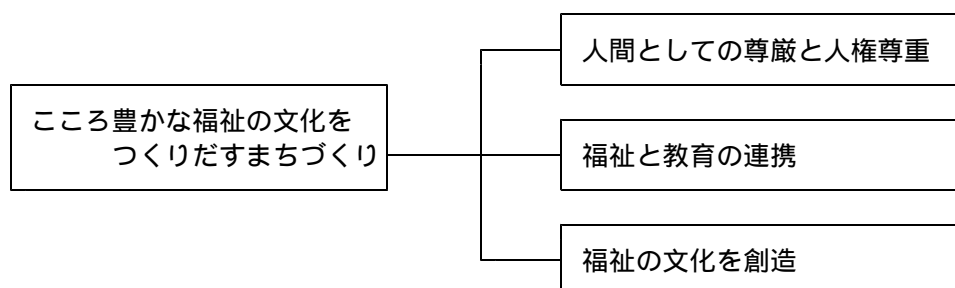 こころ豊かな福祉の文化を
つくりだすまちづくり
人間としての尊厳と人権尊重
福祉と教育の連携
福祉の文化を創造